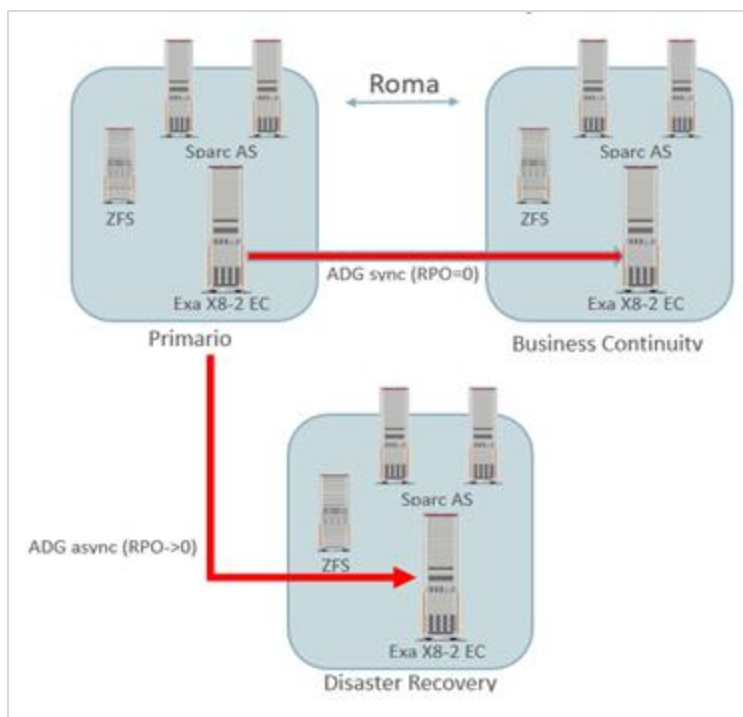 Roma
Sparc AS
Sparc AS
ZFS
ZFS
ADG sync (RPO=0)
Exa X8-2 EC
Exa X8-2 EC
Primario
Business Continuity
Sparc AS
ADG async (RPO->0)
ZFS
Exa X8-2 EC
Disaster Recovery